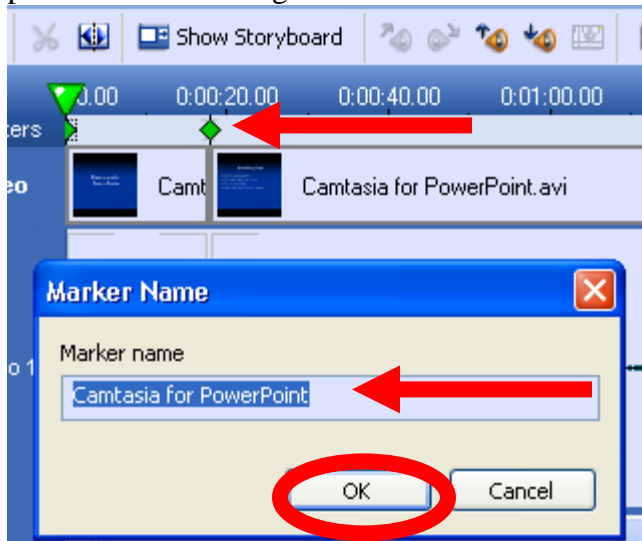 Show Storyboard
0.00 0:00:20.00 0:00:40.00 0:01:00.00
ters
eo Camt Camtasia for PowerPoint.avi
Marker Name
Marker name
o 1
Camtasia for PowerPoint
OK Cancel